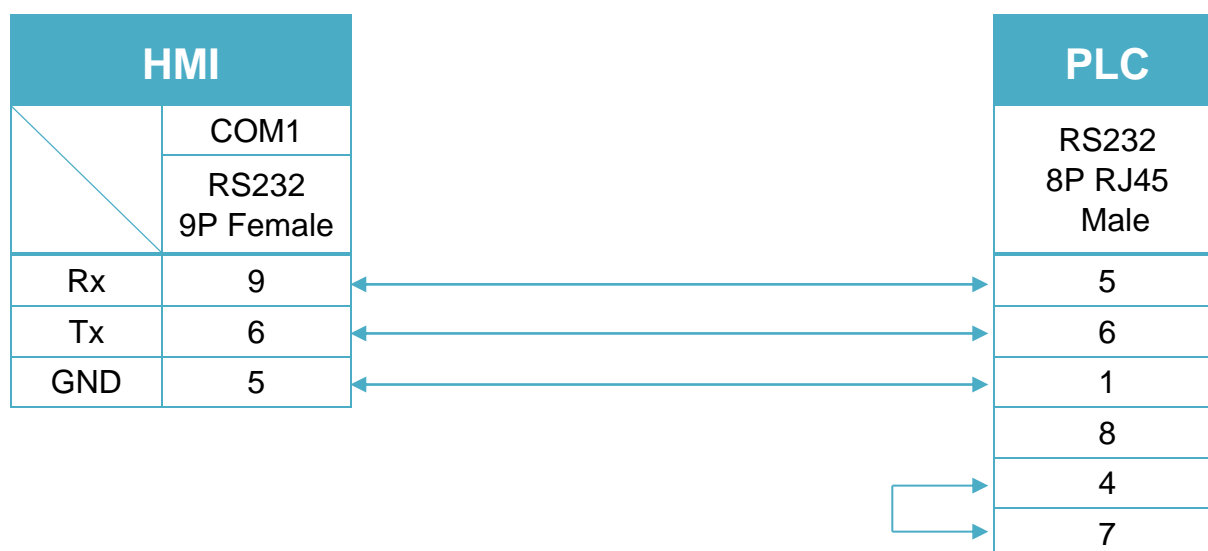 HMI
PLC
COM1
RS232
9P Female
RS232
8P RJ45
Male
Rx 9 5
Tx 6 6
GND 5 1
8
4
7